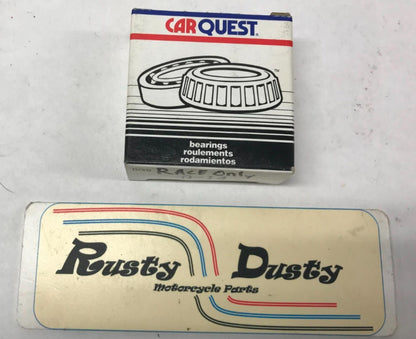 CARQUEST®
bearings
roulements
rodamientos
RACE Only
Rusty Dusty
Motorcycle Parts